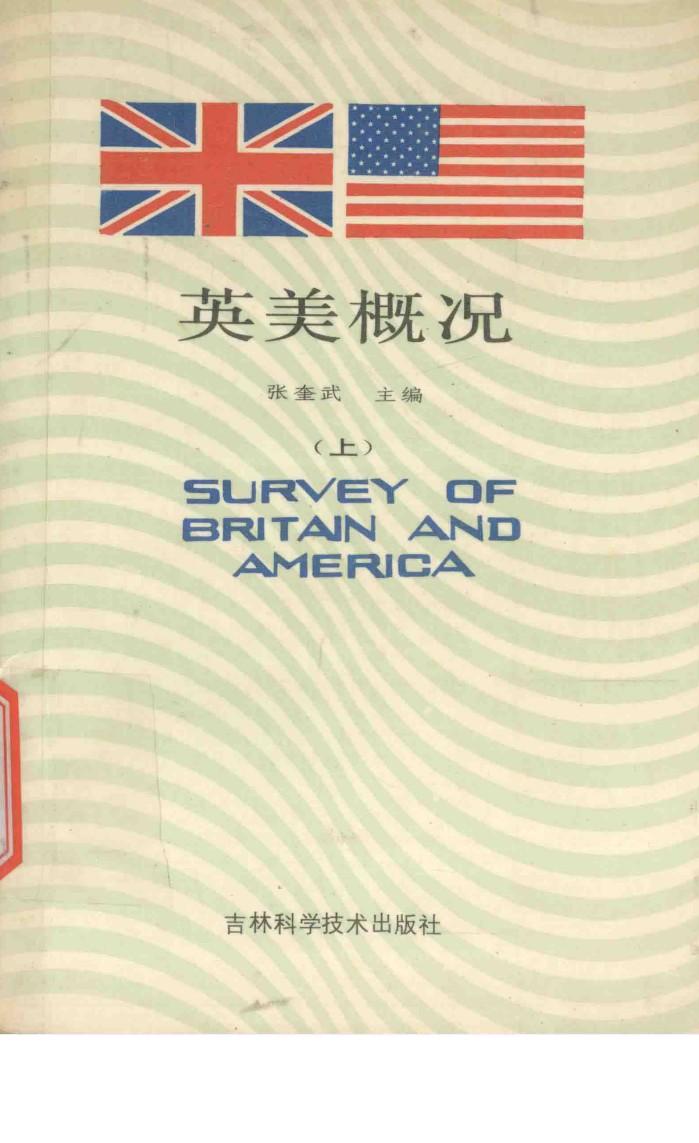 英美概况
张奎武 主编
(上)
SURVEY OF
BRITAIN AND
AMERICA
吉林科学技术出版社